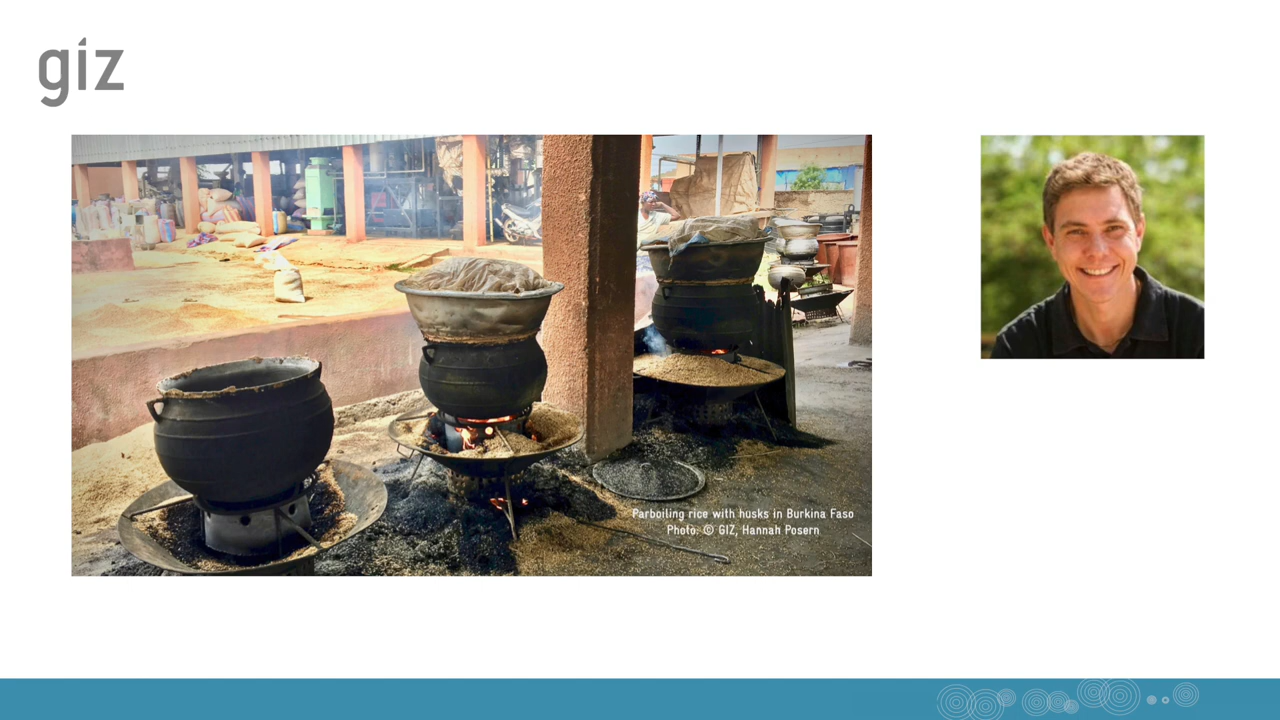 giz
Parboiling rice with husks in Burkina Faso
Photo: © GIZ, Hannah Posern